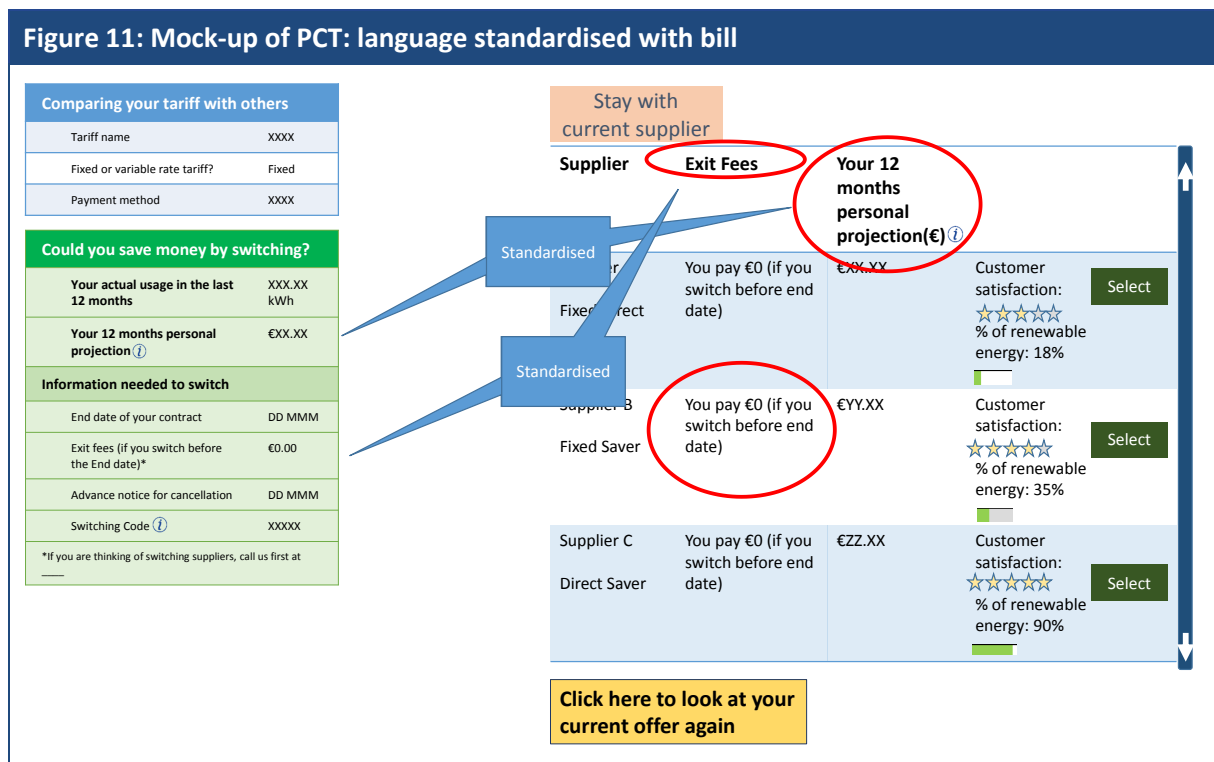 Figure 11: Mock-up of PCT: language standardised with bill
Comparing your tariff with others
Tariff name XXXX
Fixed or variable rate tariff? Fixed
Payment method XXXX
Could you save money by switching?
Your actual usage in the last XXX.XX
12 months kWh
Your 12 months personal €XX.XX
projection i
Information needed to switch
End date of your contract DD MMM
Exit fees (if you switch before €0.00
the End date)*
Advance notice for cancellation DD MMM
Switching Code i XXXXX
*If you are thinking of switching suppliers, call us first at
____
Standardised
Standardised
Stay with
current supplier
Supplier Exit Fees Your 12
months
personal
projection(€) i
You pay €0 (if you €XX.XX Customer
switch before end satisfaction:
Fixed date)
% of renewable
energy: 18%
Select
Supplier B You pay €0 (if you €YY.XX Customer
switch before end satisfaction:
Fixed Saver date)
% of renewable
energy: 35%
Select
Supplier C You pay €0 (if you €ZZ.XX Customer
switch before end satisfaction:
Direct Saver date)
% of renewable
energy: 90%
Select
Click here to look at your
current offer again